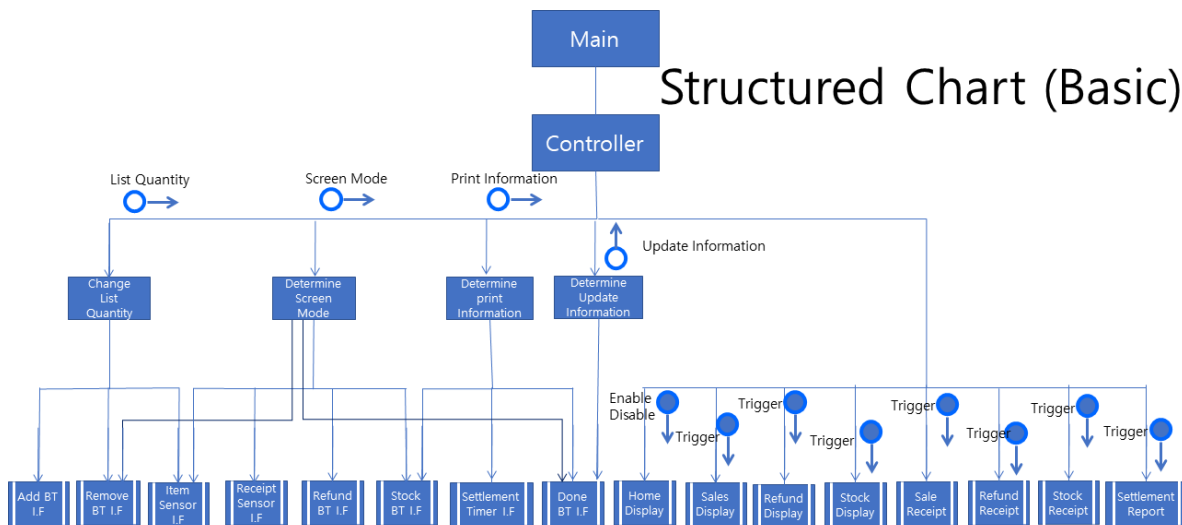 Main
Structured Chart (Basic)
Controller
List Quantity
Screen Mode
Print Information
Update Information
Change
List
Quantity
Determine
Screen
Mode
Determine
print
Information
Determine
Update
Information
Enable
Disable
Trigger
Trigger
Trigger
Trigger
Trigger
Trigger
Trigger
Add BT
I.F
Remove
BT I.F
Item
Sensor
I.F
Receipt
Sensor
I.F
Refund
BT I.F
Stock
BT I.F
Settlement
Timer I.F
Done
BT I.F
Home
Display
Sales
Display
Refund
Display
Stock
Display
Sale
Receipt
Refund
Receipt
Stock
Receipt
Settlement
Report